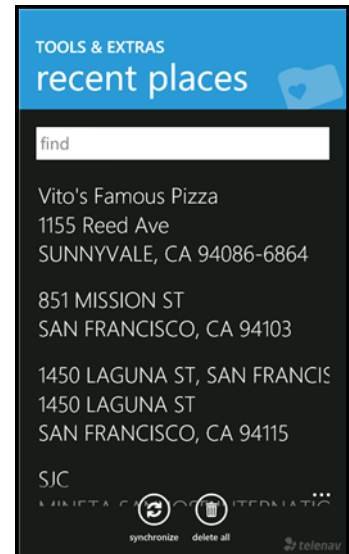 TOOLS & EXTRAS
recent places
find
Vito's Famous Pizza
1155 Reed Ave
SUNNYVALE, CA 94086-6864
851 MISSION ST
SAN FRANCISCO, CA 94103
1450 LAGUNA ST, SAN FRANCIS
1450 LAGUNA ST
SAN FRANCISCO, CA 94115
SJC
MINETA
...
synchronize delete all
telenav